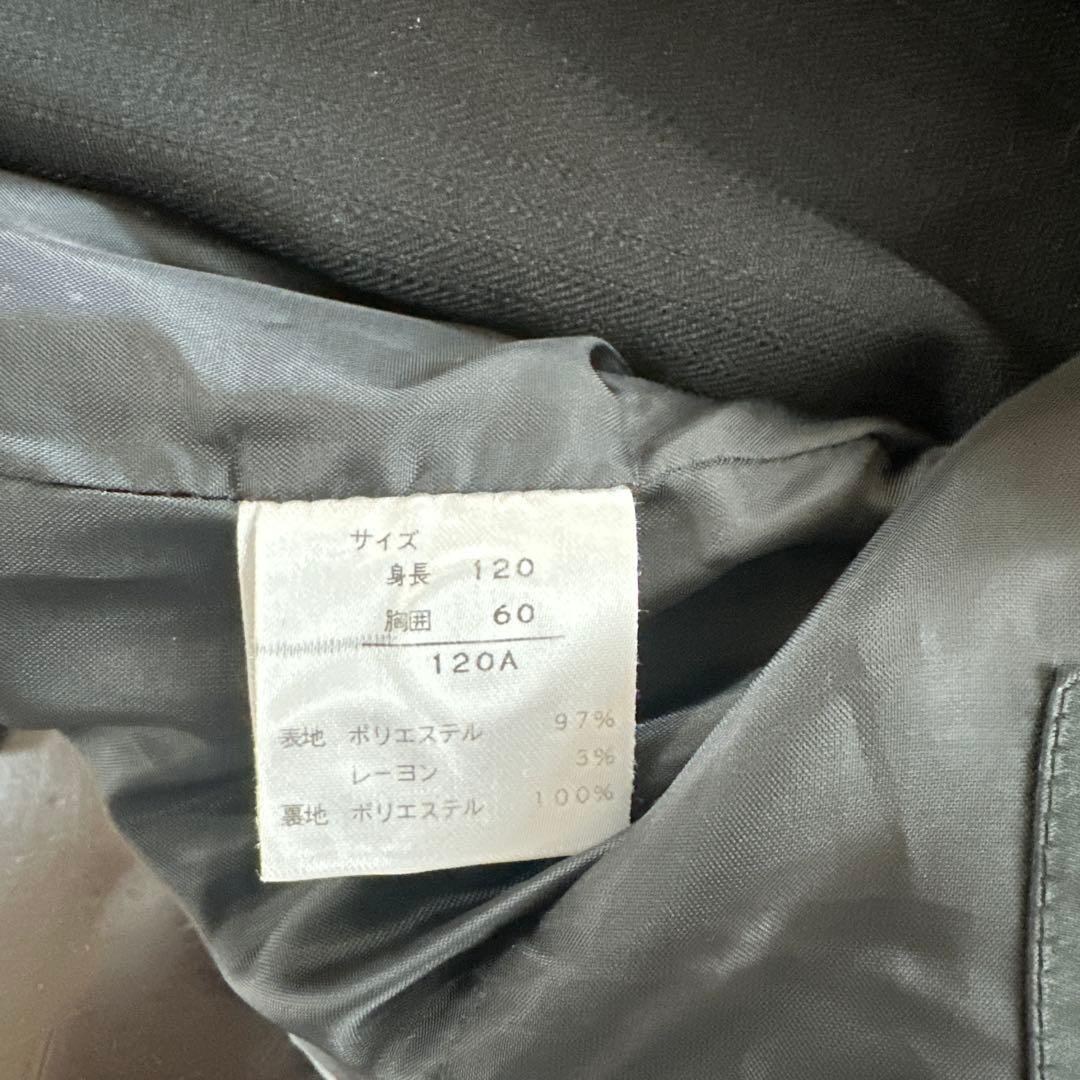 サイズ
身長 120
胸囲 60
120A
表地 ポリエステル 97%
レーヨン 3%
裏地 ポリエステル 100%